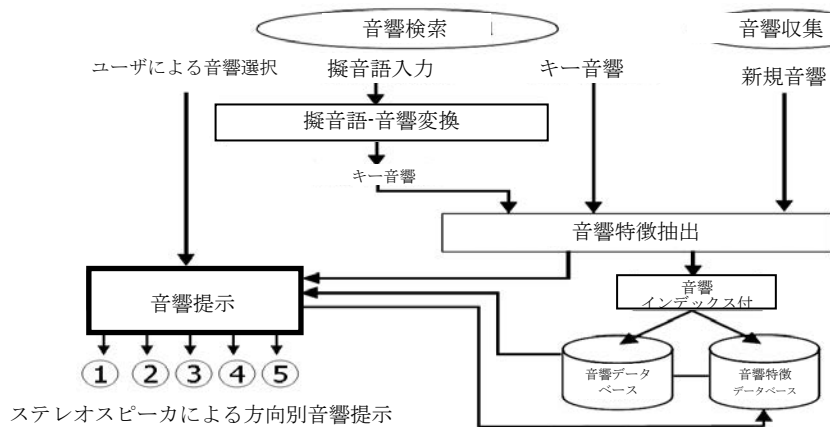 音響検索
音響収集
ユーザによる音響選択
擬音語入力
キー音響
新規音響
擬音語-音響変換
キー音響
音響特徴抽出
音響提示
音響
インデックス付
① ② ③ ④ ⑤
音響データ
ベース
音響特徴
データベース
ステレオスピーカによる方向別音響提示